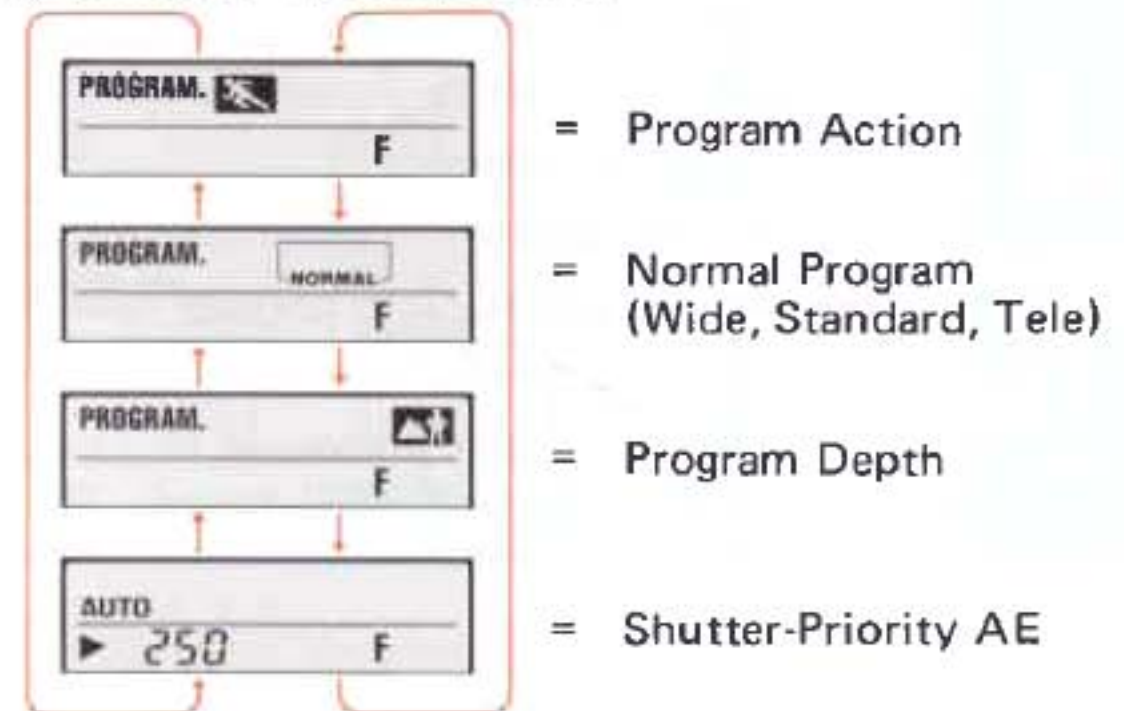 PROGRAM.
F
= Program Action
PROGRAM.
NORMAL
F
= Normal Program
(Wide, Standard, Tele)
PROGRAM.
F
= Program Depth
AUTO
▶ 250 F
= Shutter-Priority AE